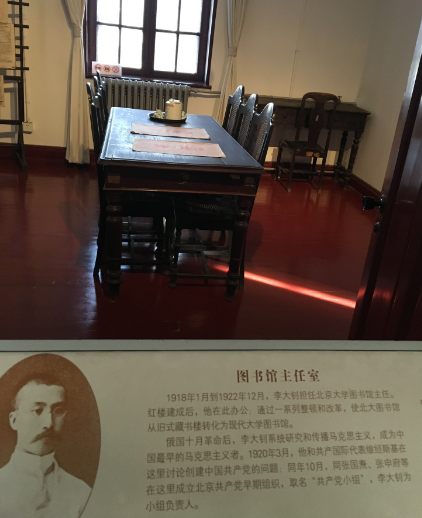 图书馆主任室
1918年1月到1922年12月，李大钊担任北京大学图书馆主任。
红楼建成后，他在此办公，通过一系列整顿和改革，使北大图书馆
从旧式藏书楼转化为现代大学图书馆。
俄国十月革命后，李大钊系统研究和传播马克思主义，成为中
国最早的马克思主义者。1920年3月，他和共产国际代表维经斯基在
这里讨论创建中国共产党的问题；同年10月，同张国焘、张申府等
在这里成立北京共产党早期组织，取名“共产党小组”，李大钊为
小组负责人。